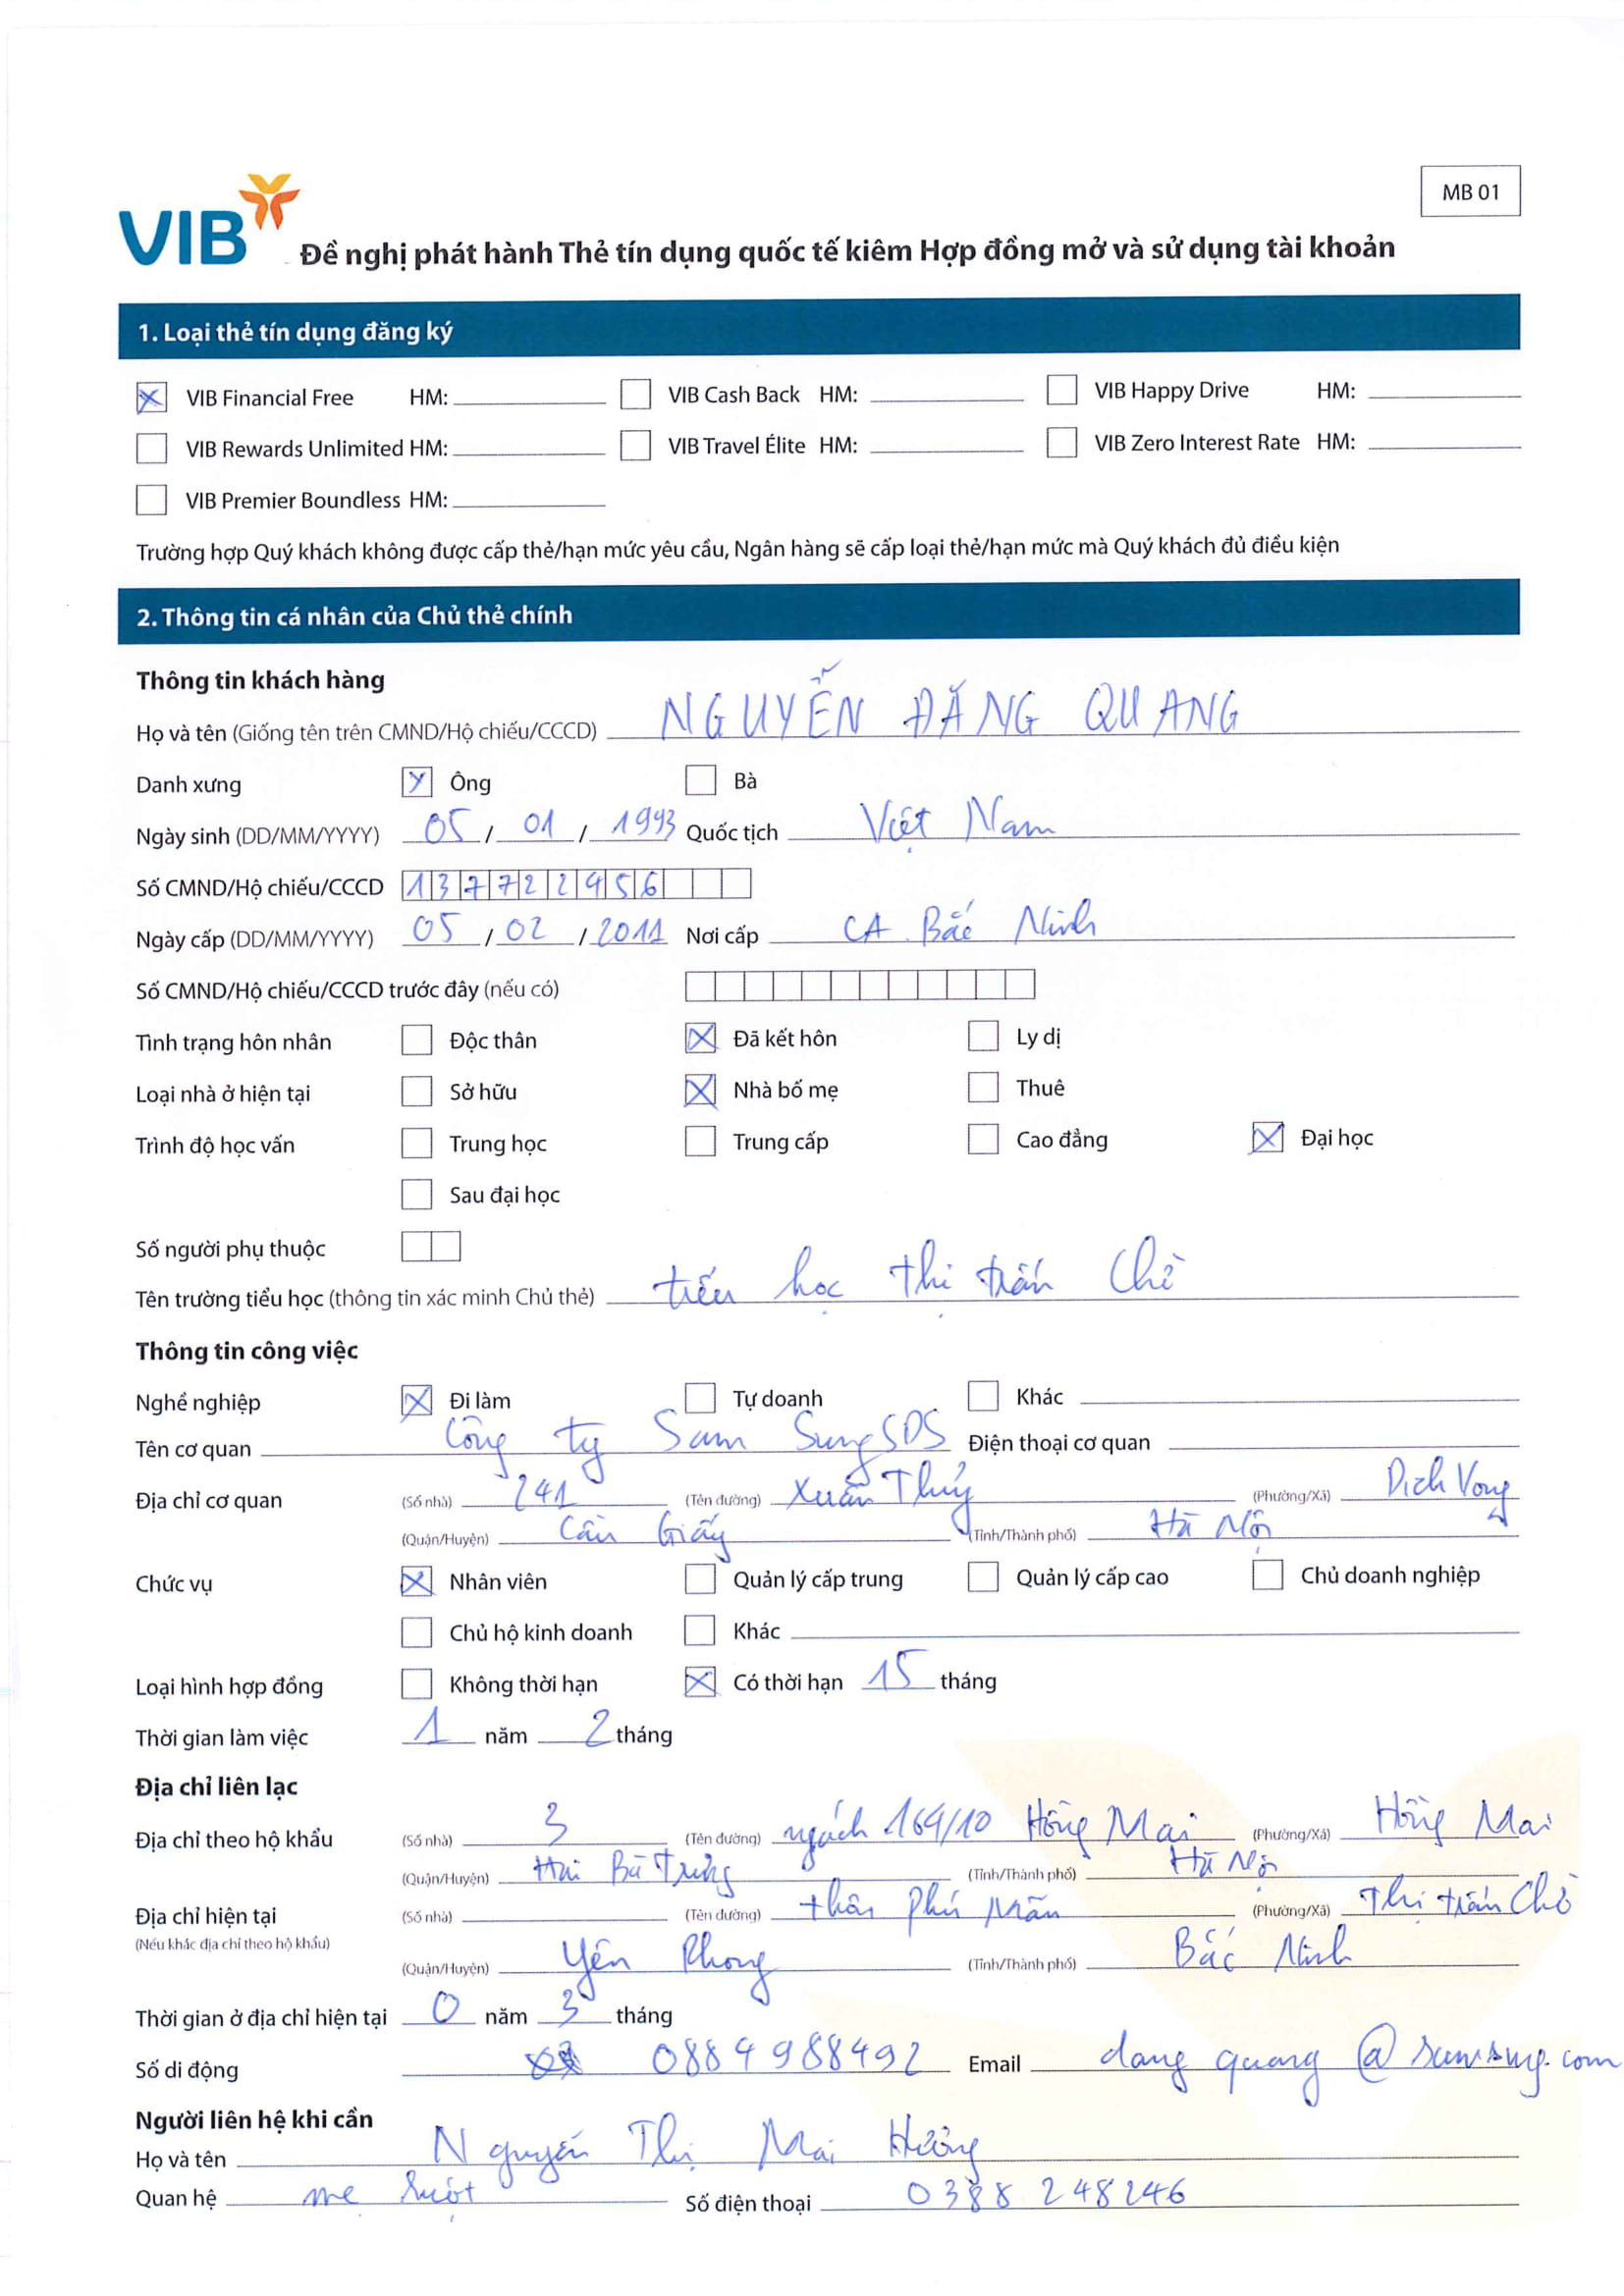 MB 01
VIB Đề nghị phát hành Thẻ tín dụng quốc tế kiêm Hợp đồng mở và sử dụng tài khoản
1. Loại thẻ tín dụng đăng ký
VIB Financial Free HM: VIB Cash Back HM: VIB Happy Drive HM:
VIB Rewards Unlimited HM: VIB Travel Élite HM: VIB Zero Interest Rate HM:
VIB Premier Boundless HM:
Trường hợp Quý khách không được cấp thẻ/hạn mức yêu cầu, Ngân hàng sẽ cấp loại thẻ/hạn mức mà Quý khách đủ điều kiện
2. Thông tin cá nhân của Chủ thẻ chính
Thông tin khách hàng
Họ và tên (Giống tên trên CMND/Hộ chiếu/CCCD) NGUYỄN ĐĂNG QUANG
Danh xưng Ông Bà
Ngày sinh (DD/MM/YYYY) 05 / 01 / 1993 Quốc tịch Việt Nam
Số CMND/Hộ chiếu/CCCD 137722456
Ngày cấp (DD/MM/YYYY) 05 / 02 / 2011 Nơi cấp CA Bắc Ninh
Số CMND/Hộ chiếu/CCCD trước đây (nếu có)
Tình trạng hôn nhân Độc thân Đã kết hôn Ly dị
Loại nhà ở hiện tại Sở hữu Nhà bố mẹ Thuê
Trình độ học vấn Trung học Trung cấp Cao đẳng Đại học
Sau đại học
Số người phụ thuộc
Tên trường tiểu học (thông tin xác minh Chủ thẻ) tiểu học thị trấn Chờ
Thông tin công việc
Nghề nghiệp Đi làm Tự doanh Khác
Tên cơ quan Công ty Sam Sung SDS Điện thoại cơ quan
Địa chỉ cơ quan (Số nhà) 241 (Tên đường) Xuân Thủy (Phường/Xã) Dịch Vọng
(Quận/Huyện) Cầu Giấy (Tỉnh/Thành phố) Hà Nội
Chức vụ Nhân viên Quản lý cấp trung Quản lý cấp cao Chủ doanh nghiệp
Chủ hộ kinh doanh Khác
Loại hình hợp đồng Không thời hạn Có thời hạn 15 tháng
Thời gian làm việc 1 năm 2 tháng
Địa chỉ liên lạc
Địa chỉ theo hộ khẩu (Số nhà) 3 (Tên đường) ngách 164/10 Hồng Mai (Phường/Xã) Hồng Mai
(Quận/Huyện) Hai Bà Trưng (Tỉnh/Thành phố) Hà Nội
Địa chỉ hiện tại (Số nhà) (Tên đường) thôn Phú Mẫn (Phường/Xã) Thị trấn Chờ
(Nếu khác địa chỉ theo hộ khẩu)
(Quận/Huyện) Yên Phong (Tỉnh/Thành phố) Bắc Ninh
Thời gian ở địa chỉ hiện tại 0 năm 3 tháng
Số di động 0884988492 Email dang quang @ samsung.com
Người liên hệ khi cần
Họ và tên Nguyễn Thị Mai Hương
Quan hệ mẹ ruột Số điện thoại 0388248246